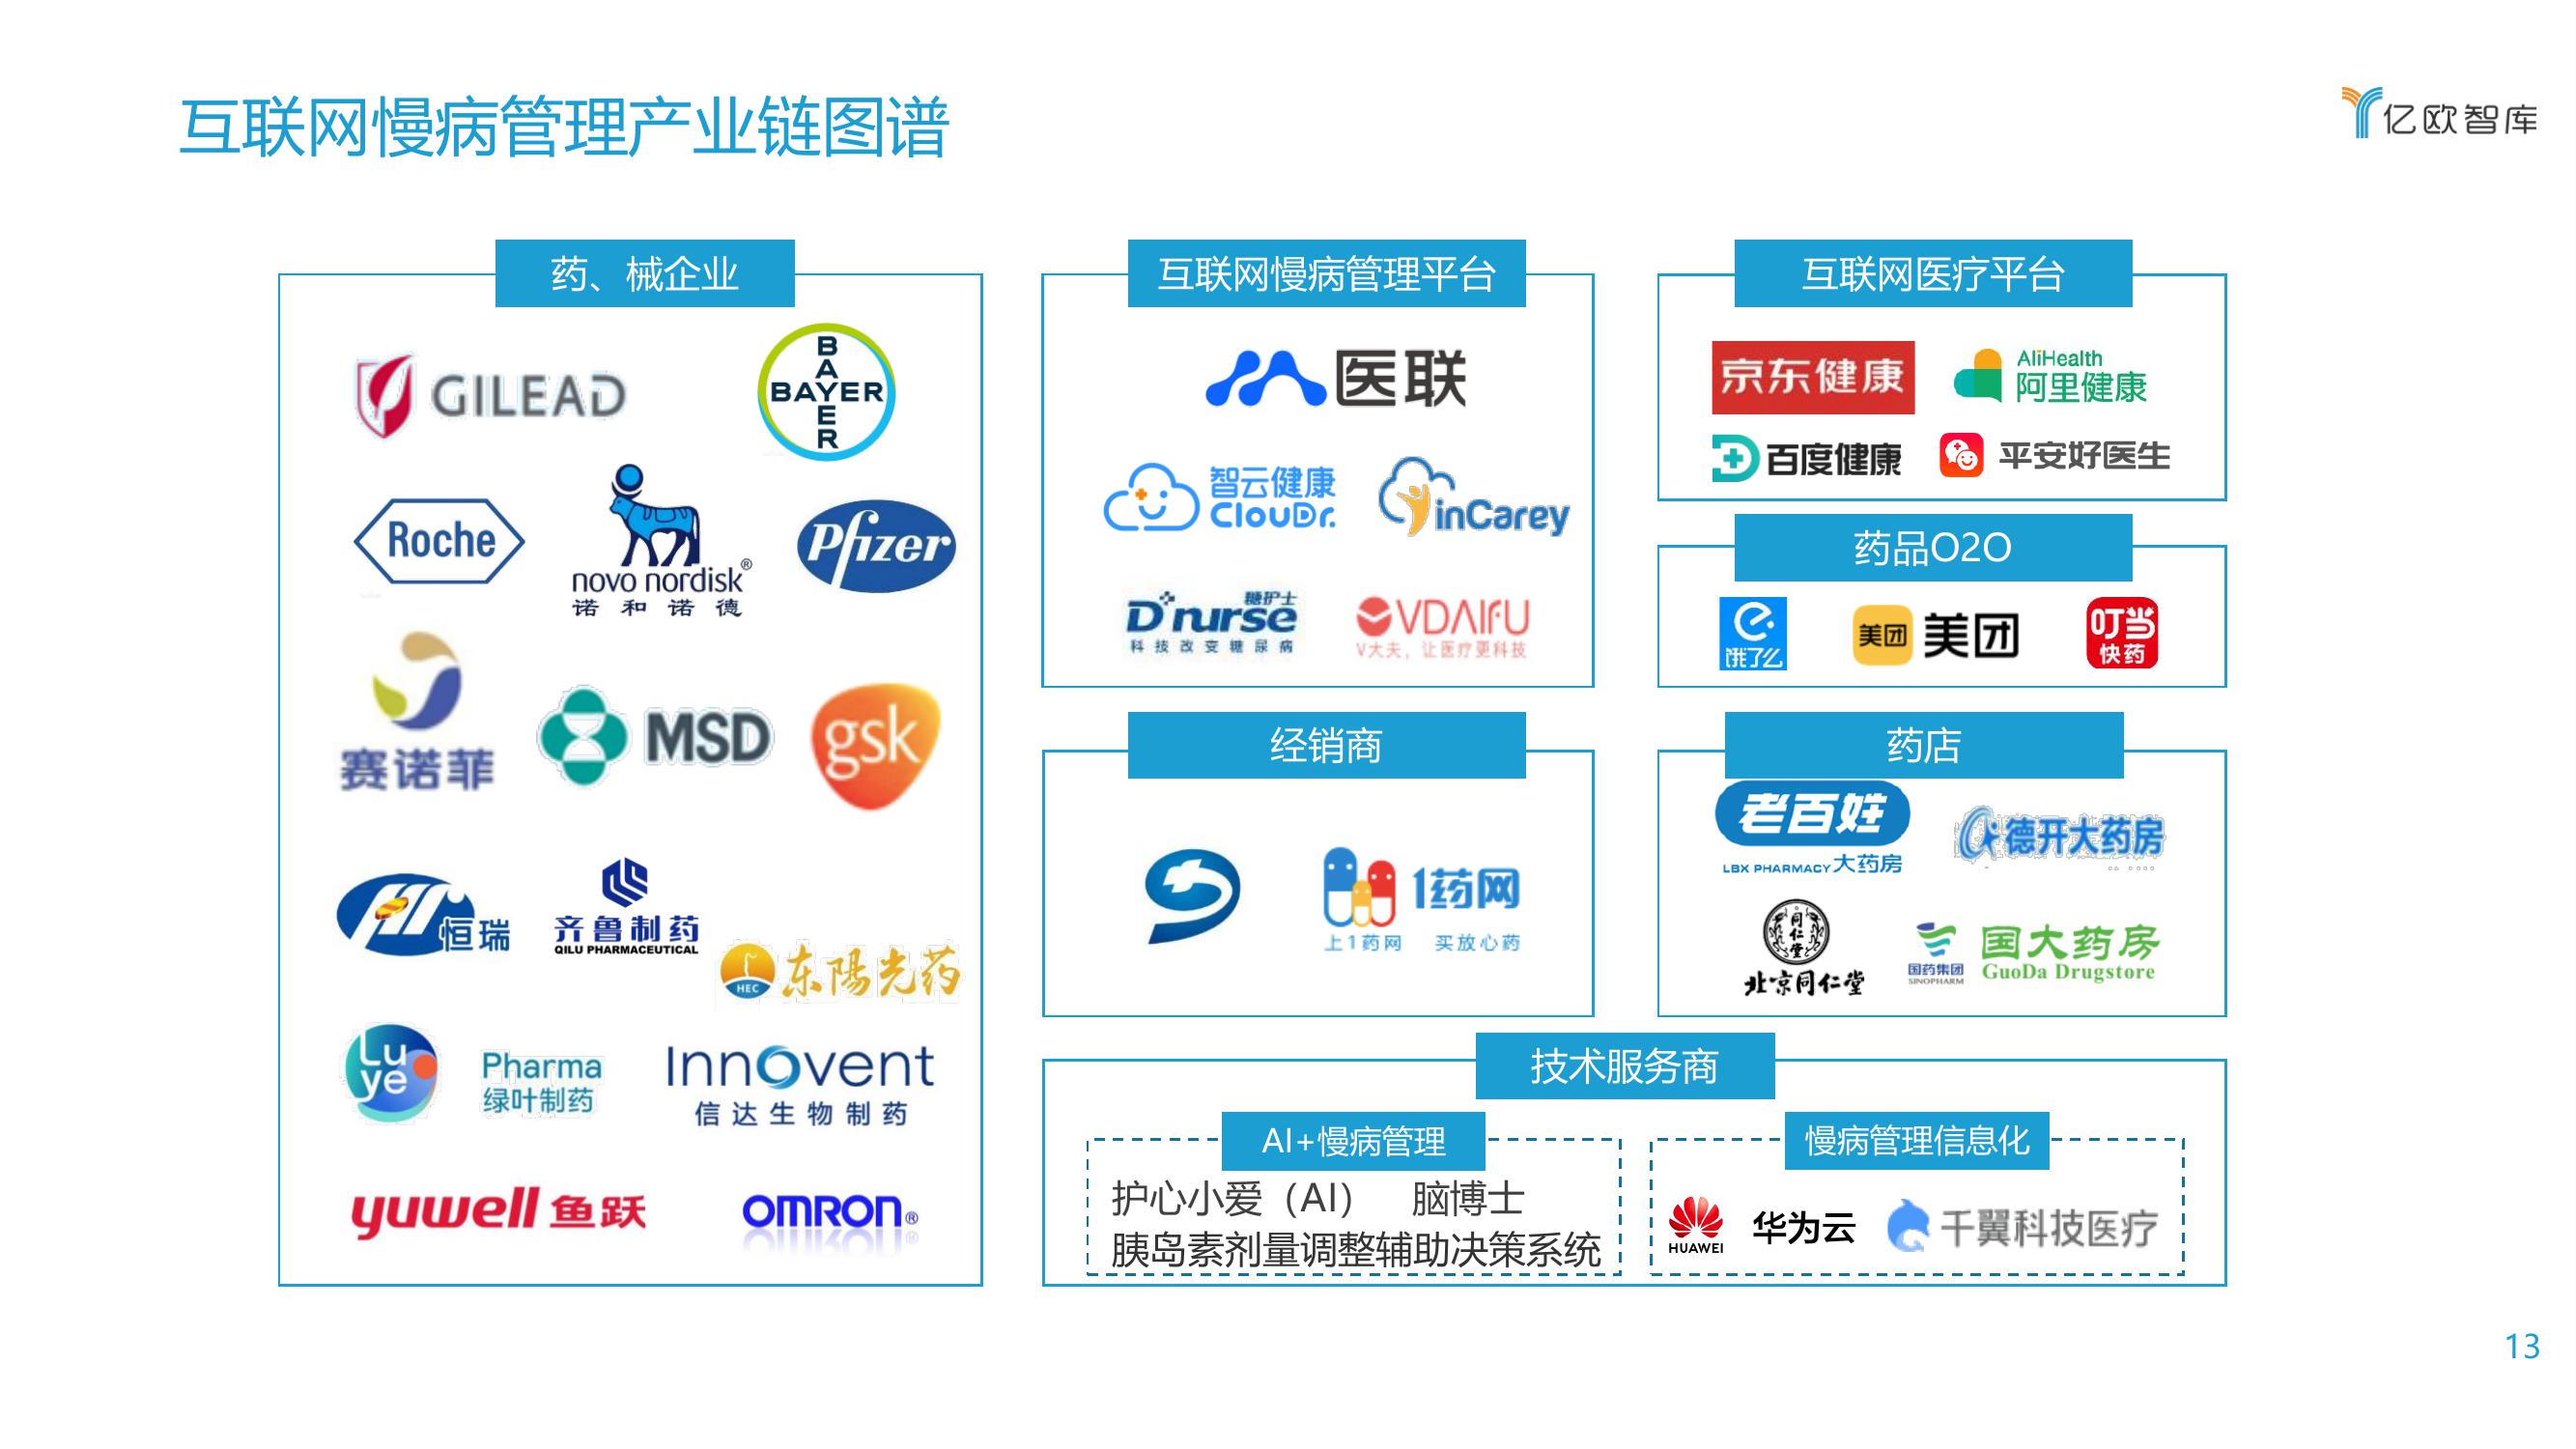 互联网慢病管理产业链图谱
亿欧智库
药、械企业
GILEAD
BAYER
BAYER
Roche
novo nordisk®
诺和诺德
Pfizer
赛诺菲
MSD
gsk
恒瑞
齐鲁制药
QILU PHARMACEUTICAL
HEC
东陽光药
Luye
Pharma
绿叶制药
Innovent
信达生物制药
yuwell 鱼跃
OMRON®
互联网慢病管理平台
医联
智云健康
ClouDr.
inCarey
D'nurse 糖护士
科技改变糖尿病
VDAIFU
V大夫，让医疗更科技
互联网医疗平台
京东健康
AliHealth
阿里健康
百度健康
平安好医生
药品O2O
饿了么
美团 美团
叮当
快药
经销商
1药网
上1药网 买放心药
药店
老百姓
LBX PHARMACY 大药房
德开大药房
同仁堂
北京同仁堂
国药集团
SINOPHARM
国大药房
GuoDa Drugstore
技术服务商
AI+慢病管理
护心小爱（AI） 脑博士
胰岛素剂量调整辅助决策系统
慢病管理信息化
HUAWEI
华为云
千翼科技医疗
13